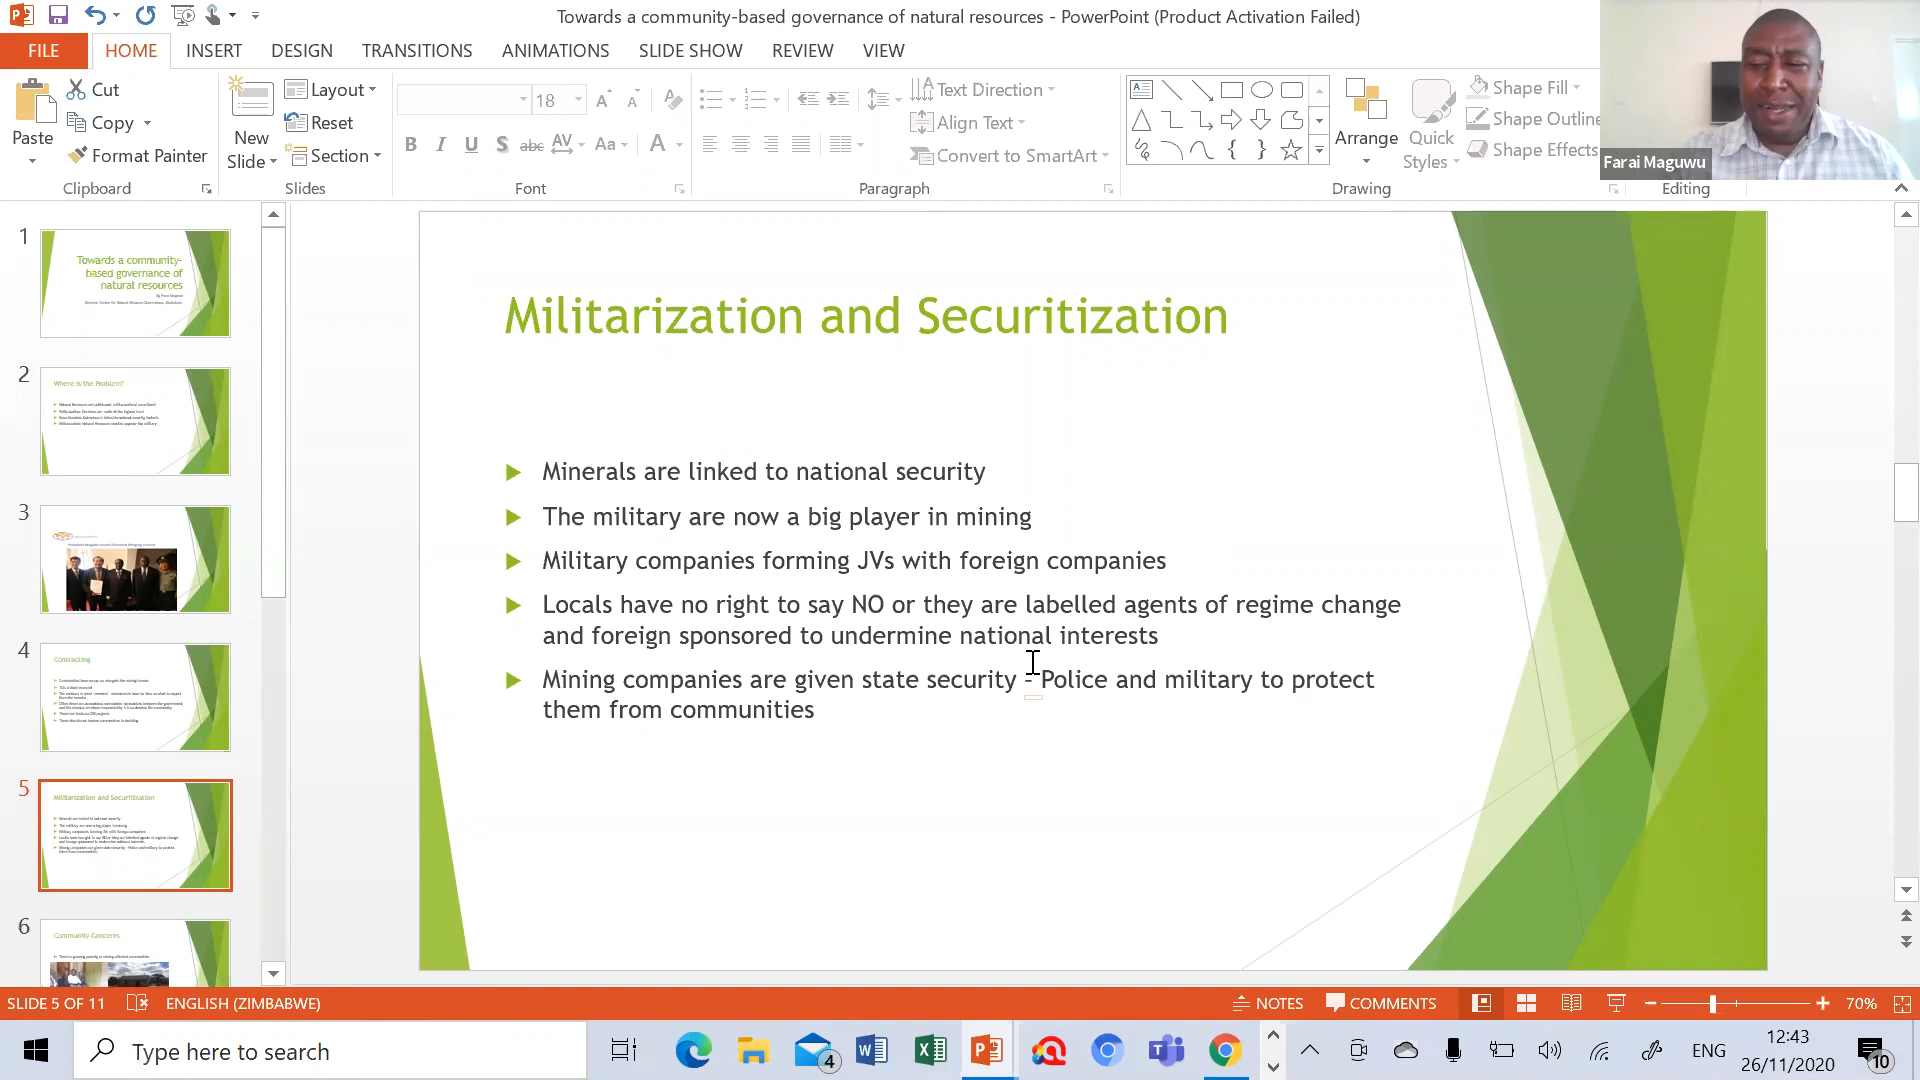 Towards a community-based governance of natural resources - PowerPoint (Product Activation Failed)
FILE HOME INSERT DESIGN TRANSITIONS ANIMATIONS SLIDE SHOW REVIEW VIEW
Cut
Copy
Format Painter
Paste
Clipboard
New
Slide
Layout
Reset
Section
Slides
18
B I U S abc AV Aa A
Font
Text Direction
Align Text
Convert to SmartArt
Paragraph
Arrange
Quick
Styles
Drawing
Shape Fill
Shape Outline
Shape Effects
Editing
Farai Maguwu
1
Towards a community-
based governance of
natural resources
2
Where is the Problem?
3
4
Contracting
5
Militarization and Securitization
6
Community Concerns
Militarization and Securitization
Minerals are linked to national security
The military are now a big player in mining
Military companies forming JVs with foreign companies
Locals have no right to say NO or they are labelled agents of regime change
and foreign sponsored to undermine national interests
Mining companies are given state security – Police and military to protect
them from communities
SLIDE 5 OF 11 ENGLISH (ZIMBABWE) NOTES COMMENTS 70%
Type here to search
4
ENG
12:43
26/11/2020
10